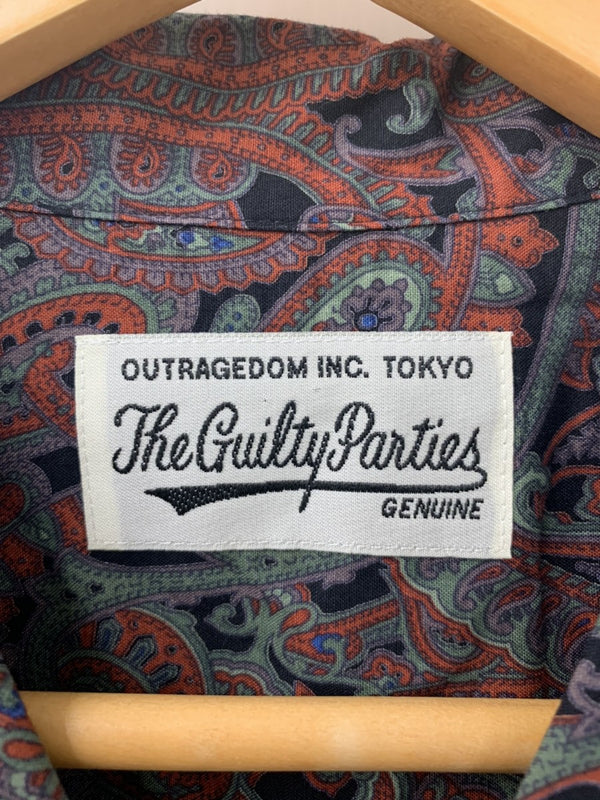 OUTRAGEDOM INC. TOKYO
The Guilty Parties
GENUINE